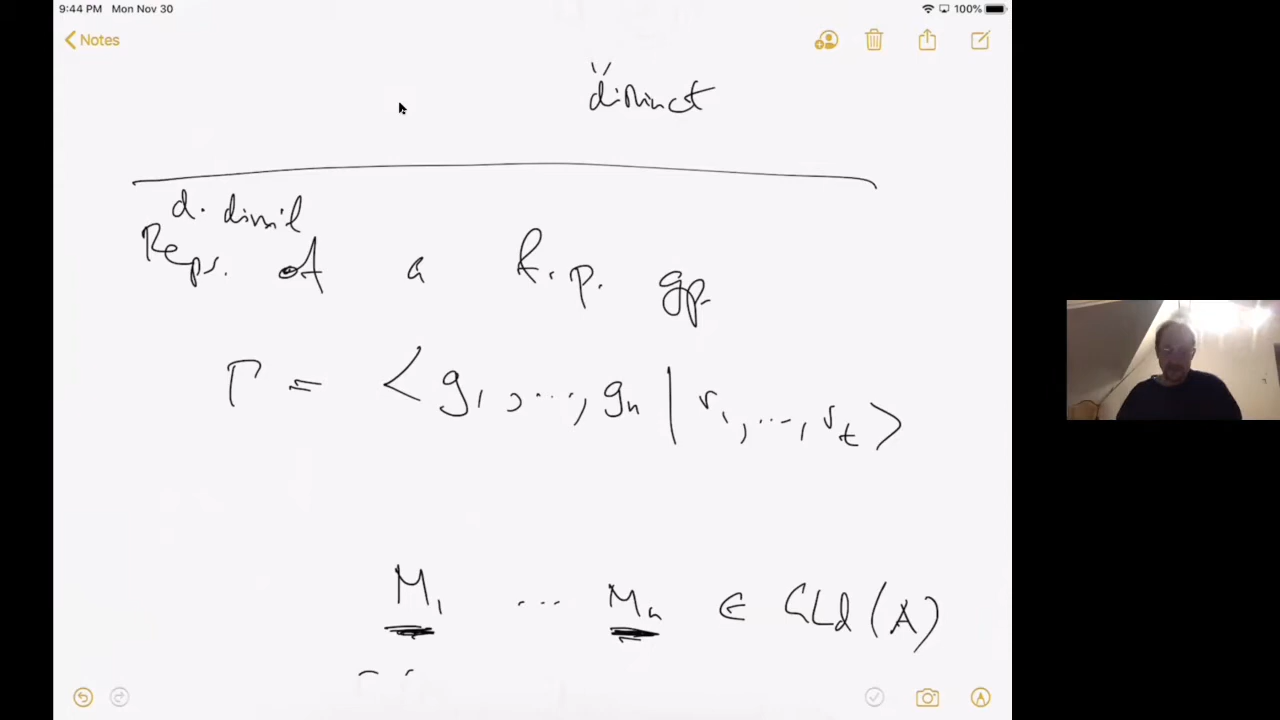 9:44 PM Mon Nov 30
100%
Notes
distinct
d. dim'l
Reps. of a f.p. gp.
Γ = < g₁, ..., gₙ | r₁, ..., rₜ >
M₁ ... Mₙ ∈ GLd(A)